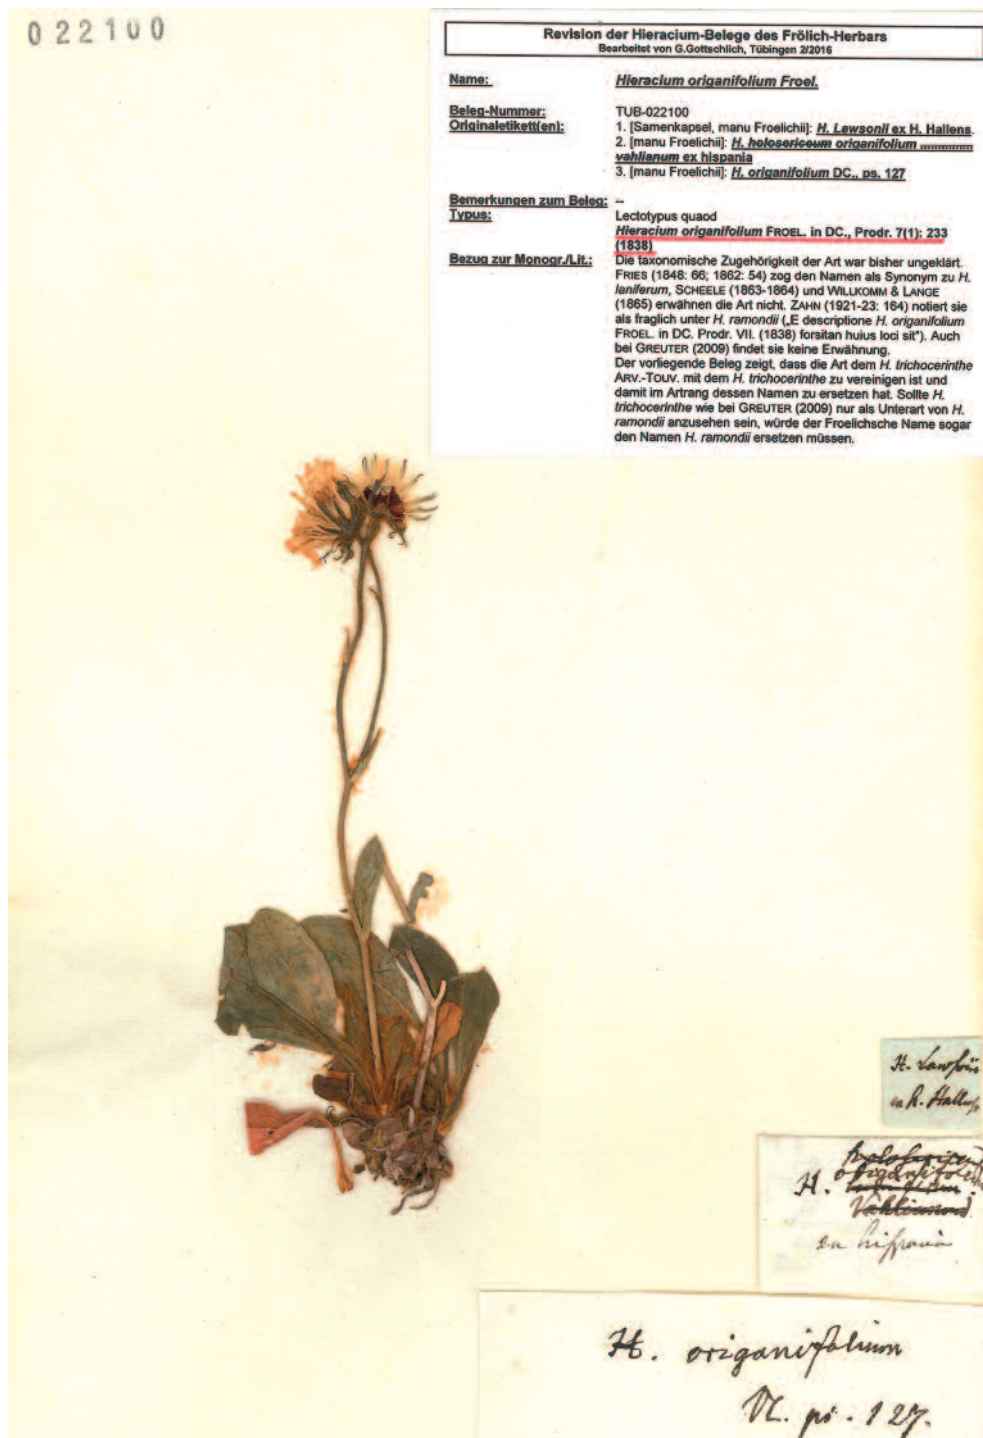 022100
Revision der Hieracium-Belege des Frölich-Herbars
Bearbeitet von G.Gottschlich, Tübingen 2/2016
Name: Hieracium origanifolium Froel.
Beleg-Nummer: TUB-022100
Originaletikett(en): 1. [Samenkapsel, manu Froelichii]: H. Lawsonii ex H. Hallens.
2. [manu Froelichii]: H. holosericeum origanifolium ................
vahlianum ex hispania
3. [manu Froelichii]: H. origanifolium DC., ps. 127
Bemerkungen zum Beleg: --
Typus: Lectotypus quaod
Hieracium origanifolium FROEL. in DC., Prodr. 7(1): 233
(1838)
Bezug zur Monogr./Lit.: Die taxonomische Zugehörigkeit der Art war bisher ungeklärt.
FRIES (1848: 66; 1862: 54) zog den Namen als Synonym zu H.
laniferum, SCHEELE (1863-1864) und WILLKOMM & LANGE
(1865) erwähnen die Art nicht. ZAHN (1921-23: 164) notiert sie
als fraglich unter H. ramondii („E descriptione H. origanifolium
FROEL. in DC. Prodr. VII. (1838) forsitan huius loci sit“). Auch
bei GREUTER (2009) findet sie keine Erwähnung.
Der vorliegende Beleg zeigt, dass die Art dem H. trichocerinthe
ARV.-TOUV. mit dem H. trichocerinthe zu vereinigen ist und
damit im Artrang dessen Namen zu ersetzen hat. Sollte H.
trichocerinthe wie bei GREUTER (2009) nur als Unterart von H.
ramondii anzusehen sein, würde der Froelichsche Name sogar
den Namen H. ramondii ersetzen müssen.
H. Lawsonii
ex h. Hallens
holosericeum
H. origanifolium
Vahlianum
ex hispania
H. origanifolium
DC. ps. 127.